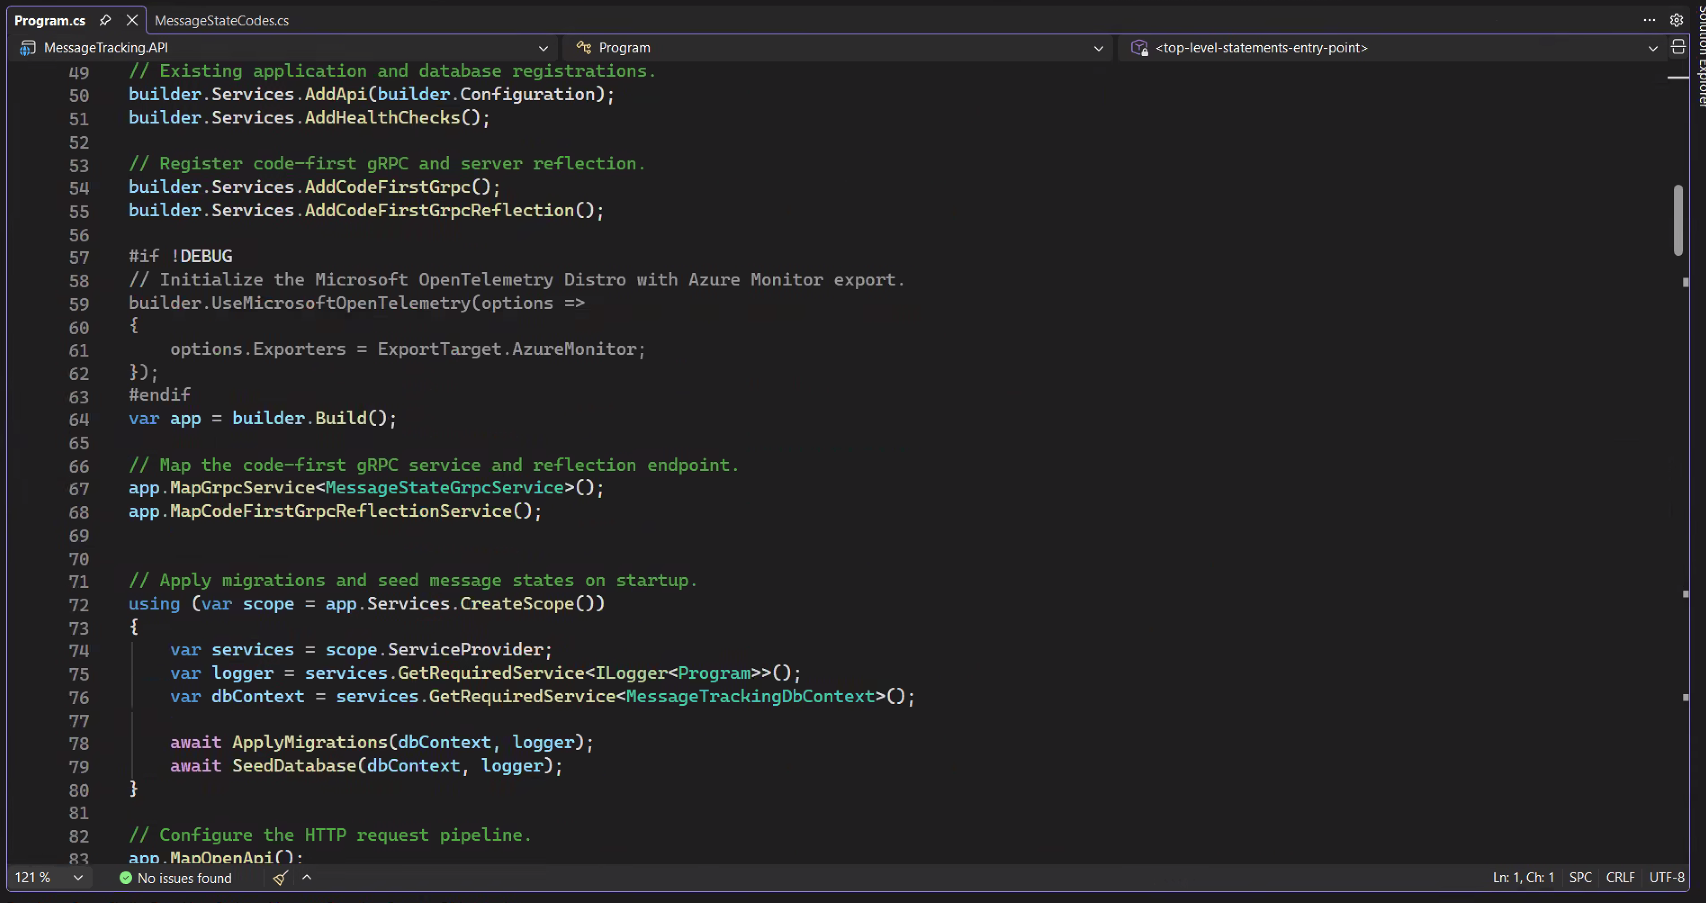 Program.cs
MessageStateCodes.cs
MessageTracking.API
Program
<top-level-statements-entry-point>
Solution Explorer
49 // Existing application and database registrations.
50 builder.Services.AddApi(builder.Configuration);
51 builder.Services.AddHealthChecks();
52
53 // Register code-first gRPC and server reflection.
54 builder.Services.AddCodeFirstGrpc();
55 builder.Services.AddCodeFirstGrpcReflection();
56
57 #if !DEBUG
58 // Initialize the Microsoft OpenTelemetry Distro with Azure Monitor export.
59 builder.UseMicrosoftOpenTelemetry(options =>
60 {
61     options.Exporters = ExportTarget.AzureMonitor;
62 });
63 #endif
64 var app = builder.Build();
65
66 // Map the code-first gRPC service and reflection endpoint.
67 app.MapGrpcService<MessageStateGrpcService>();
68 app.MapCodeFirstGrpcReflectionService();
69
70
71 // Apply migrations and seed message states on startup.
72 using (var scope = app.Services.CreateScope())
73 {
74     var services = scope.ServiceProvider;
75     var logger = services.GetRequiredService<ILogger<Program>>();
76     var dbContext = services.GetRequiredService<MessageTrackingDbContext>();
77
78     await ApplyMigrations(dbContext, logger);
79     await SeedDatabase(dbContext, logger);
80 }
81
82 // Configure the HTTP request pipeline.
83 app.MapOpenApi();
121 %
No issues found
Ln: 1, Ch: 1
SPC
CRLF
UTF-8